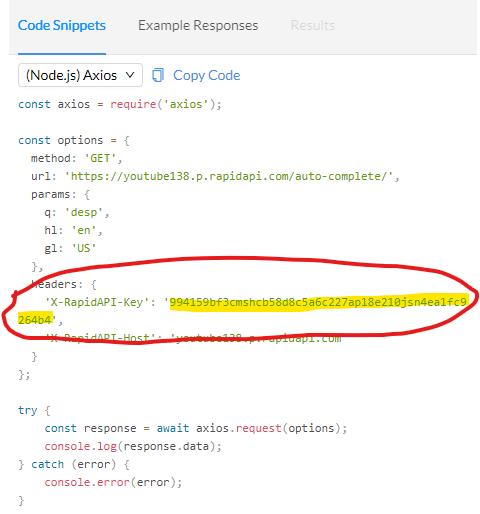 Code Snippets Example Responses Results
(Node.js) Axios Copy Code
const axios = require('axios');
const options = {
method: 'GET',
url: 'https://youtube138.p.rapidapi.com/auto-complete/',
params: {
q: 'desp',
hl: 'en',
gl: 'US'
},
headers: {
'X-RapidAPI-Key': '994159bf3cmshcb58d8c5a6c227ap18e210jsn4ea1fc9
264b4',
'X-RapidAPI-Host': 'youtube138.p.rapidapi.com
}
};
try {
const response = await axios.request(options);
console.log(response.data);
} catch (error) {
console.error(error);
}